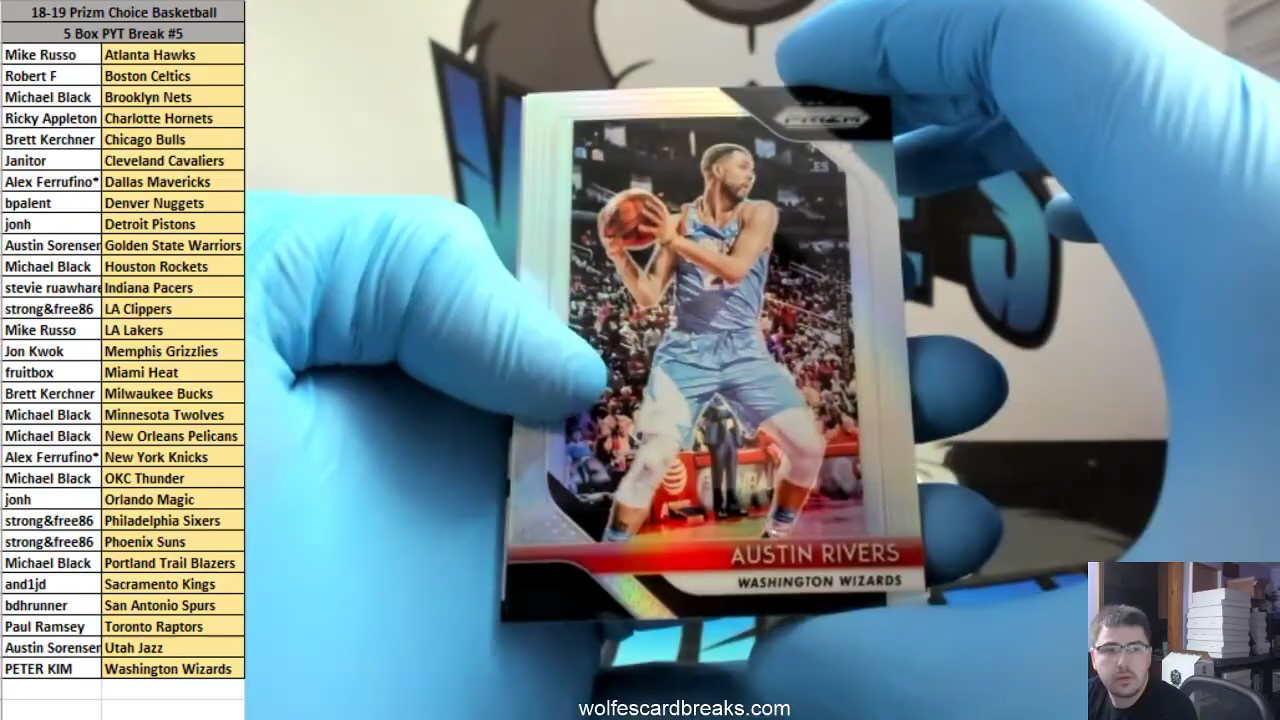 18-19 Prizm Choice Basketball
5 Box PYT Break #5
Mike Russo Atlanta Hawks
Robert F Boston Celtics
Michael Black Brooklyn Nets
Ricky Appleton Charlotte Hornets
Brett Kerchner Chicago Bulls
Janitor Cleveland Cavaliers
Alex Ferrufino* Dallas Mavericks
bpalent Denver Nuggets
jonh Detroit Pistons
Austin Sorensen Golden State Warriors
Michael Black Houston Rockets
stevie ruawhare Indiana Pacers
strong&free86 LA Clippers
Mike Russo LA Lakers
Jon Kwok Memphis Grizzlies
fruitbox Miami Heat
Brett Kerchner Milwaukee Bucks
Michael Black Minnesota Twolves
Michael Black New Orleans Pelicans
Alex Ferrufino* New York Knicks
Michael Black OKC Thunder
jonh Orlando Magic
strong&free86 Philadelphia Sixers
strong&free86 Phoenix Suns
Michael Black Portland Trail Blazers
and1jd Sacramento Kings
bdhrunner San Antonio Spurs
Paul Ramsey Toronto Raptors
Austin Sorensen Utah Jazz
PETER KIM Washington Wizards
PRIZM
AUSTIN RIVERS
WASHINGTON WIZARDS
wolfescardbreaks.com